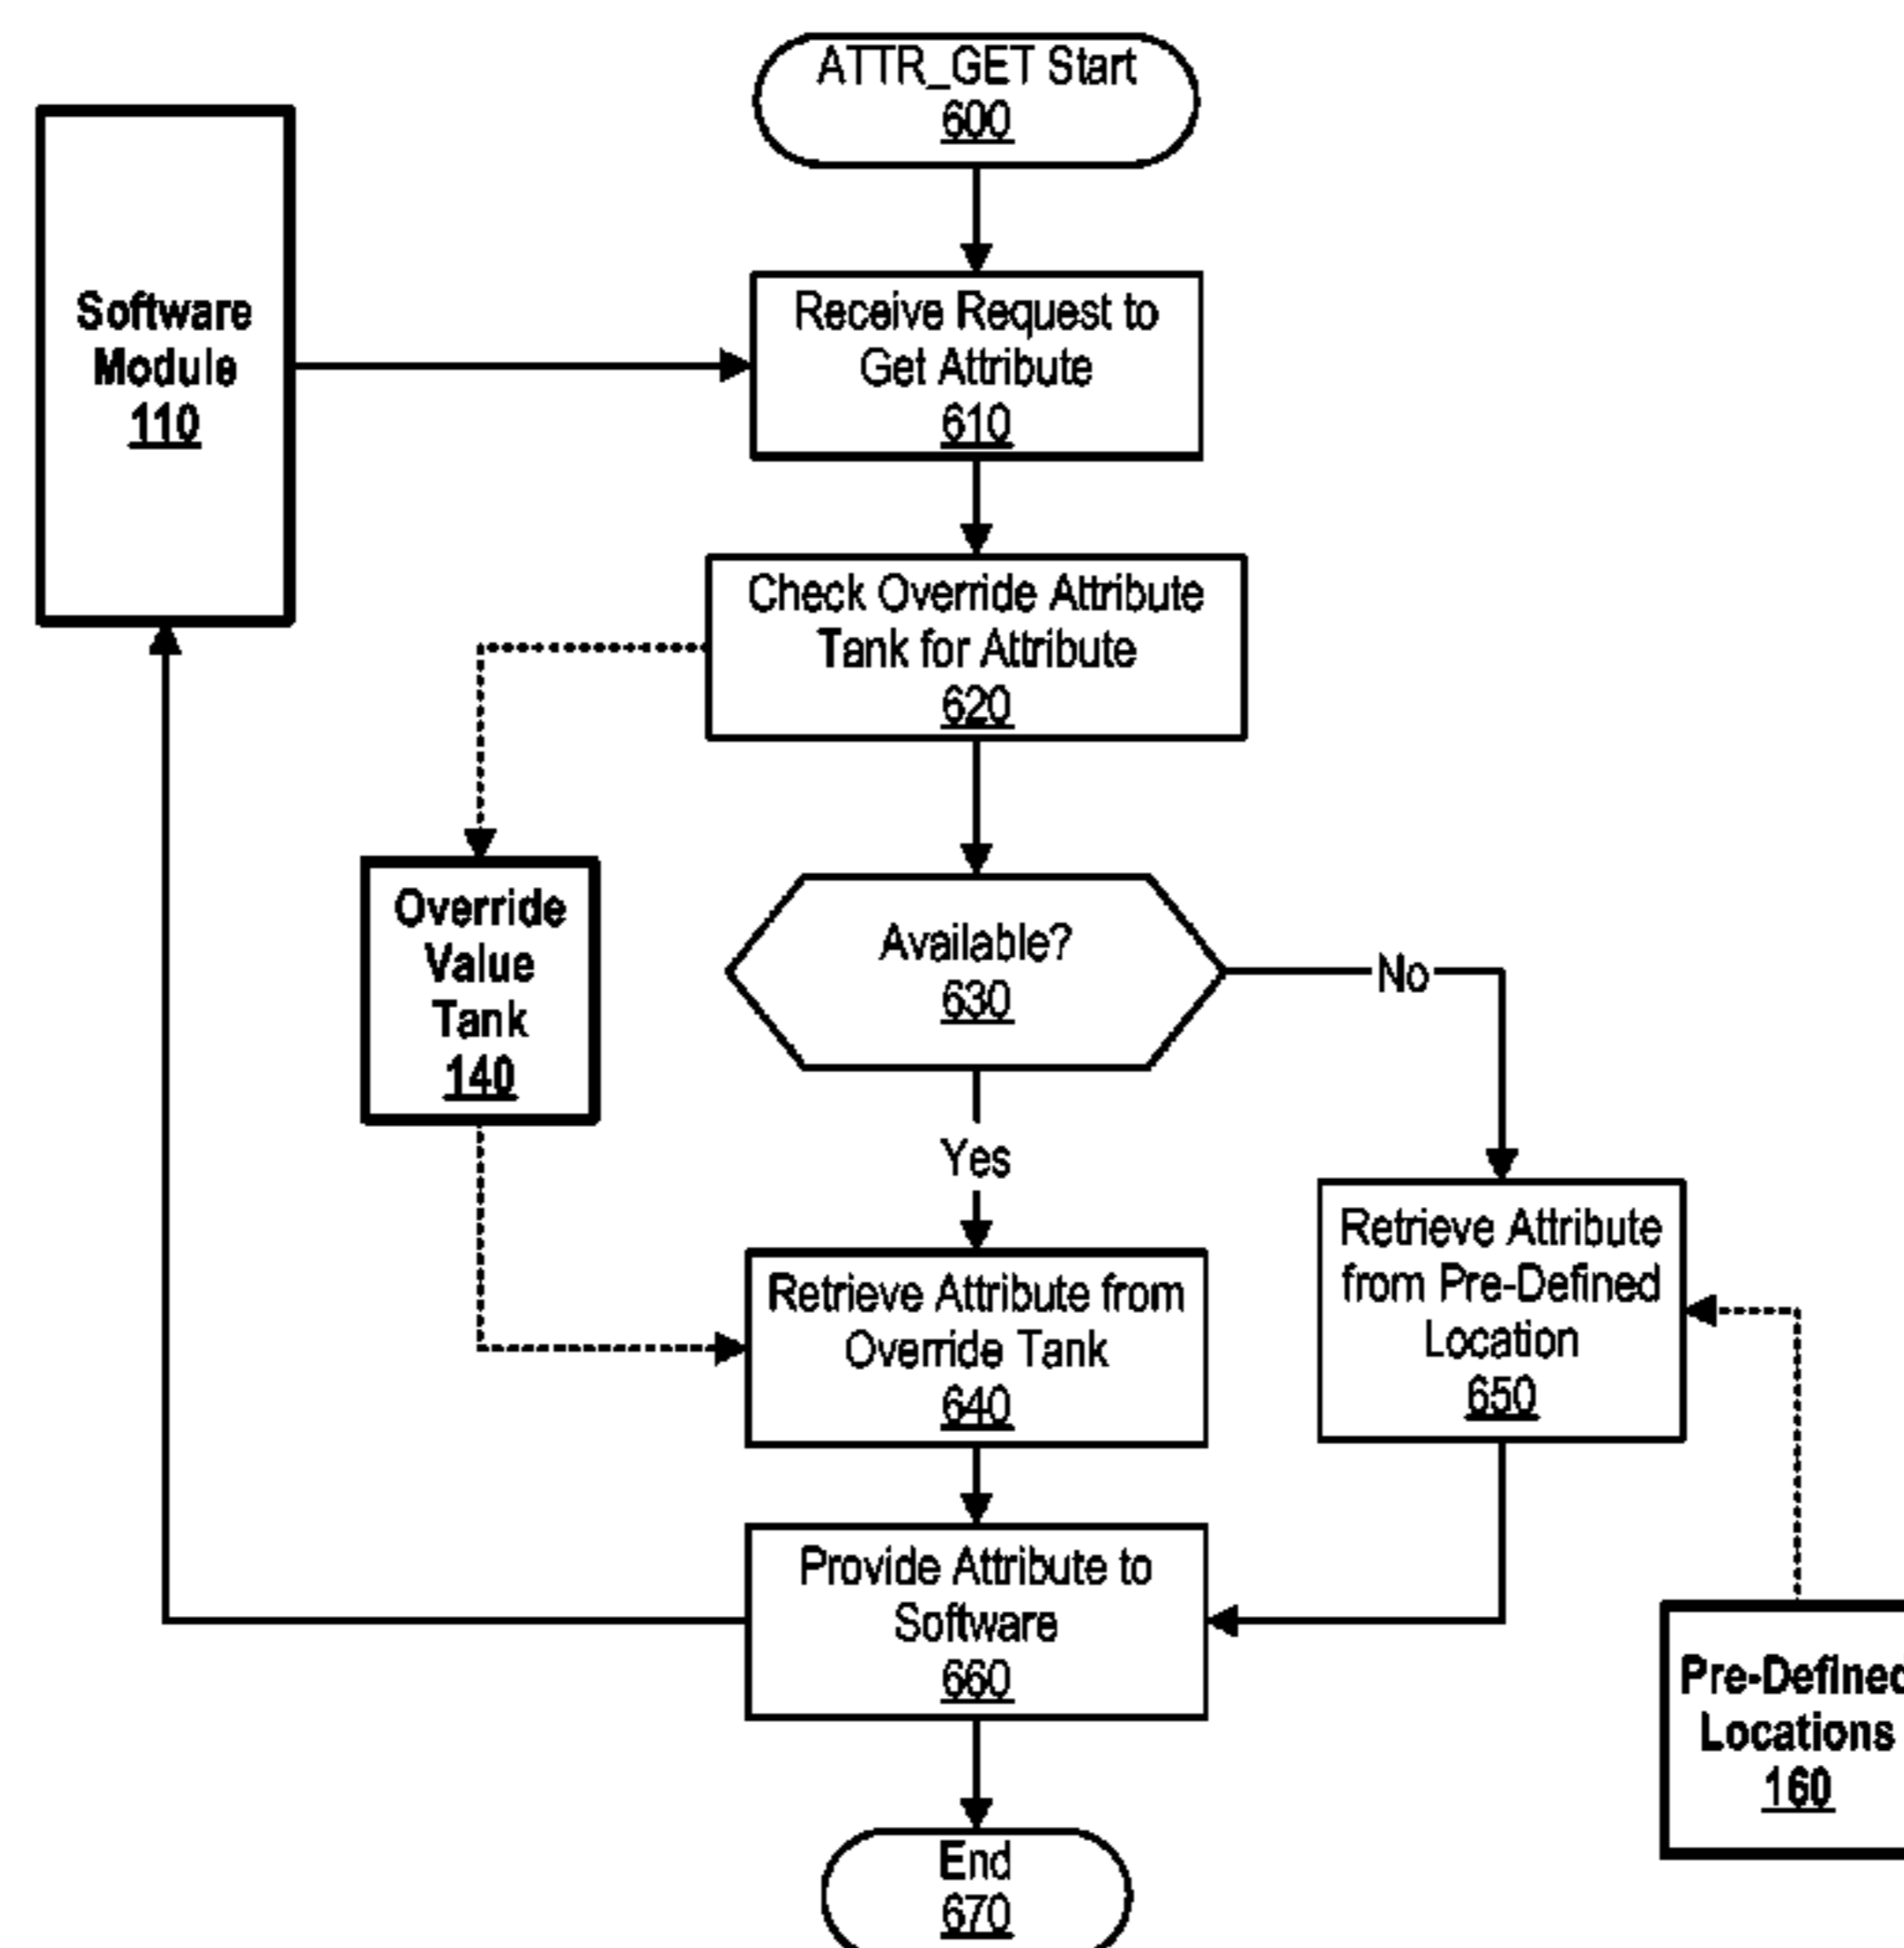 ATTR_GET Start
600
Software
Module
110
Receive Request to
Get Attribute
610
Check Override Attribute
Tank for Attribute
620
Override
Value
Tank
140
Available?
630
No
Yes
Retrieve Attribute from
Override Tank
640
Retrieve Attribute
from Pre-Defined
Location
650
Provide Attribute to
Software
660
Pre-Defined
Locations
160
End
670